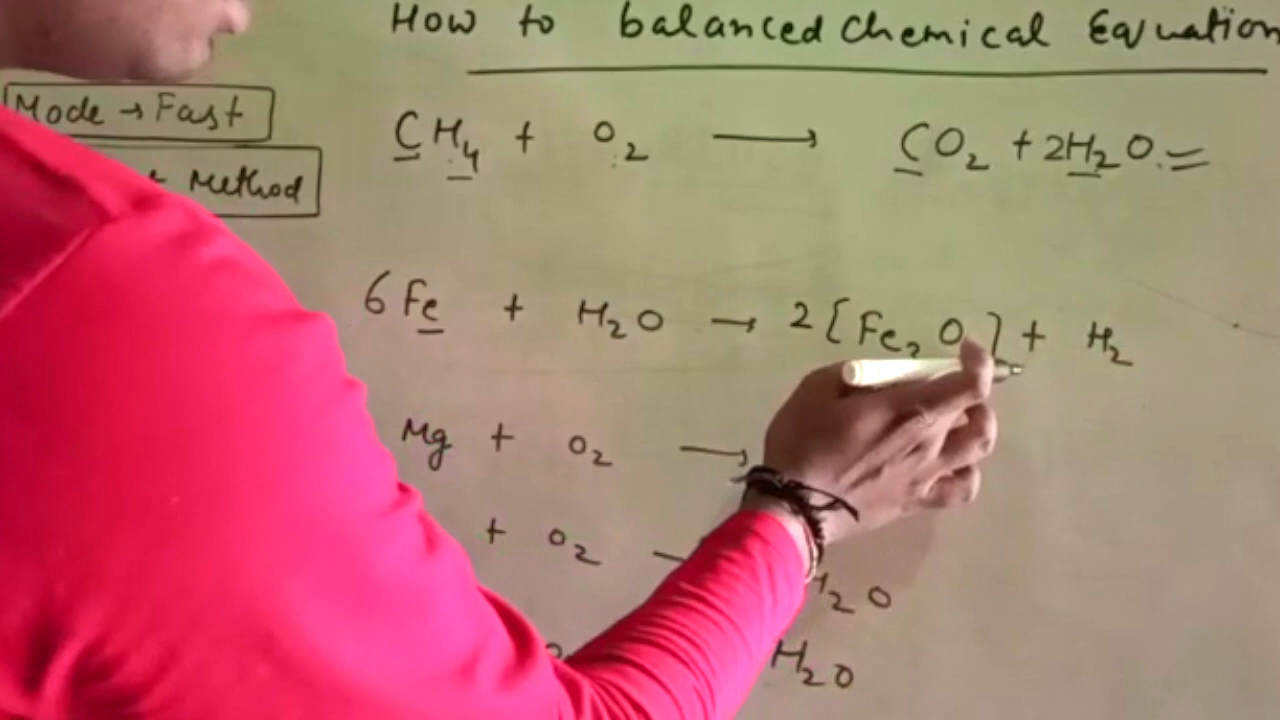 How to balanced Chemical Equation
Mode → Fast
Method
CH₄ + O₂ ⟶ CO₂ + 2H₂O
6Fe + H₂O → 2[Fe₂O ] + H₂
Mg + O₂ ⟶
+ O₂ — H₂O
H₂O